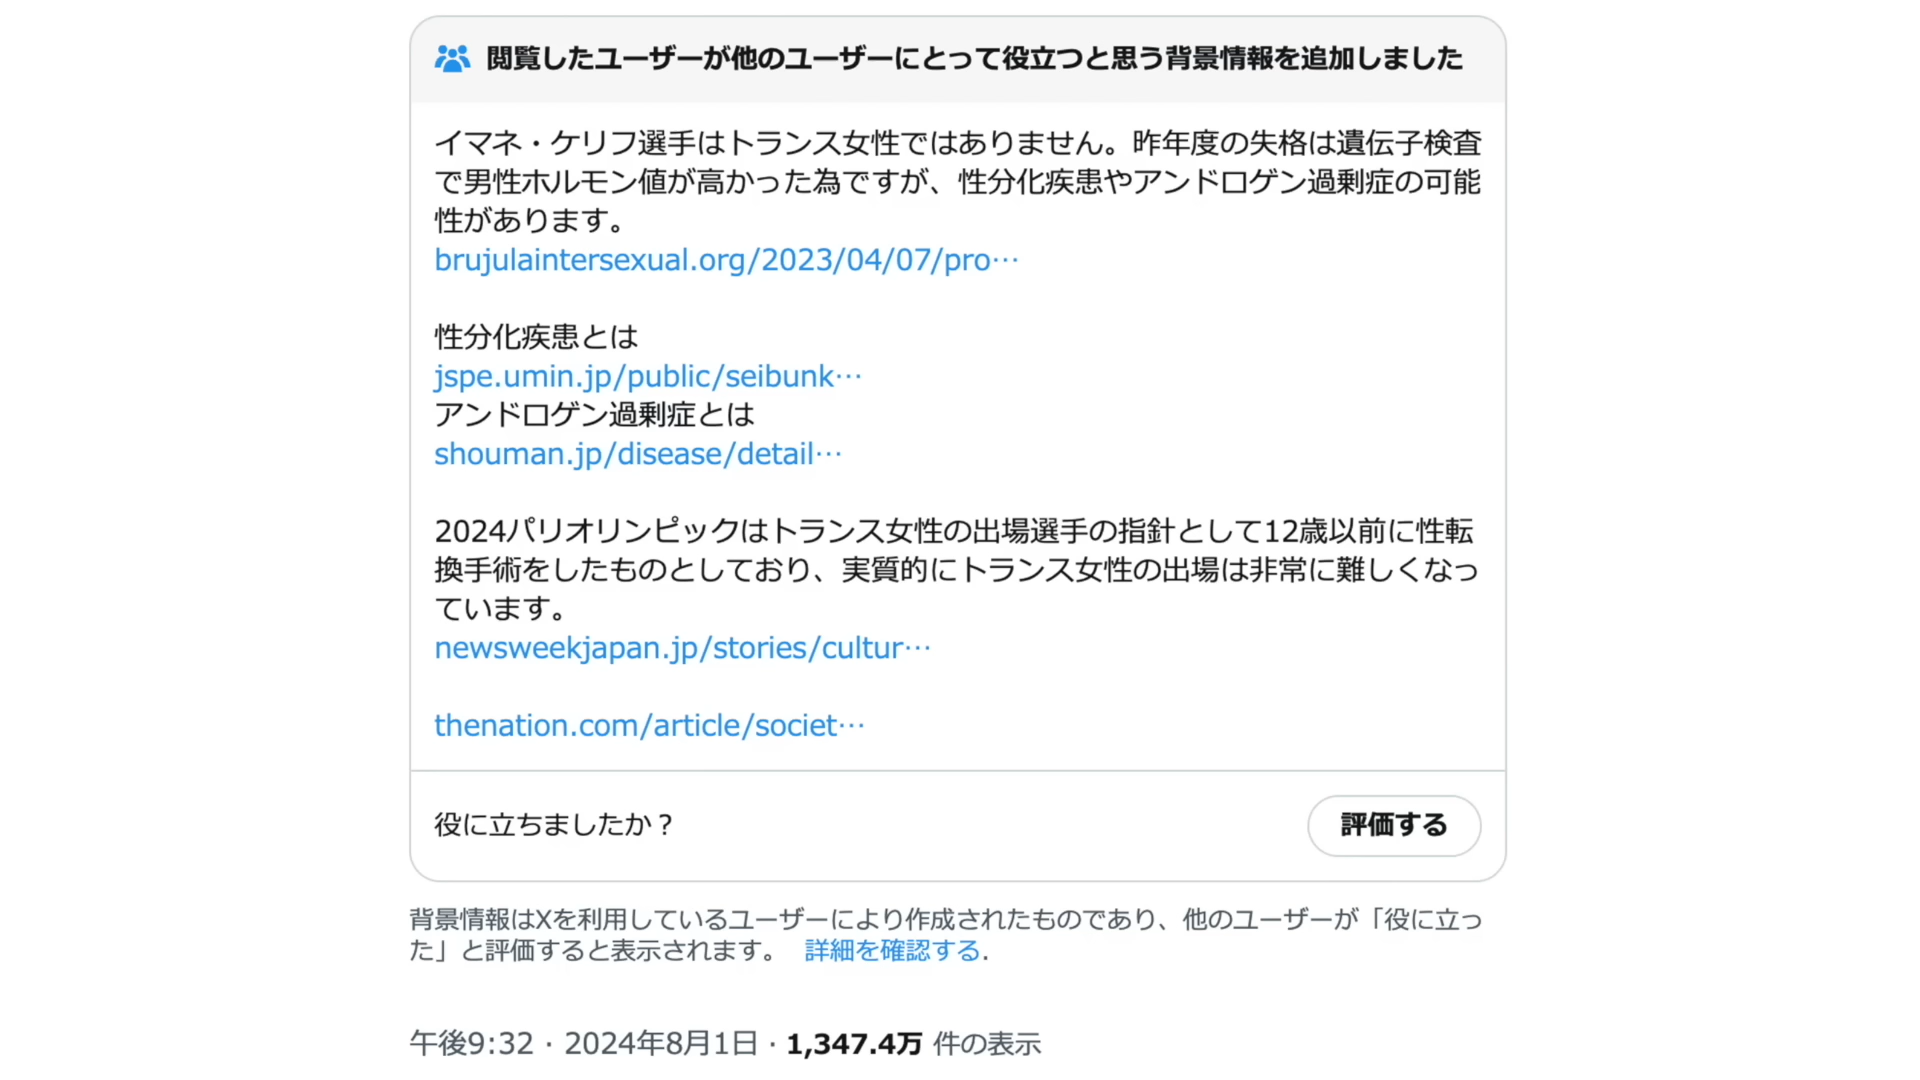 閲覧したユーザーが他のユーザーにとって役立つと思う背景情報を追加しました
イマネ・ケリフ選手はトランス女性ではありません。昨年度の失格は遺伝子検査
で男性ホルモン値が高かった為ですが、性分化疾患やアンドロゲン過剰症の可能
性があります。
brujulaintersexual.org/2023/04/07/pro…
性分化疾患とは
jspe.umin.jp/public/seibunk…
アンドロゲン過剰症とは
shouman.jp/disease/detail…
2024パリオリンピックはトランス女性の出場選手の指針として12歳以前に性転
換手術をしたものとしており、実質的にトランス女性の出場は非常に難しくなっ
ています。
newsweekjapan.jp/stories/cultur…
thenation.com/article/societ…
役に立ちましたか？ 評価する
背景情報はXを利用しているユーザーにより作成されたものであり、他のユーザーが「役に立っ
た」と評価すると表示されます。 詳細を確認する.
午後9:32 · 2024年8月1日 · 1,347.4万 件の表示